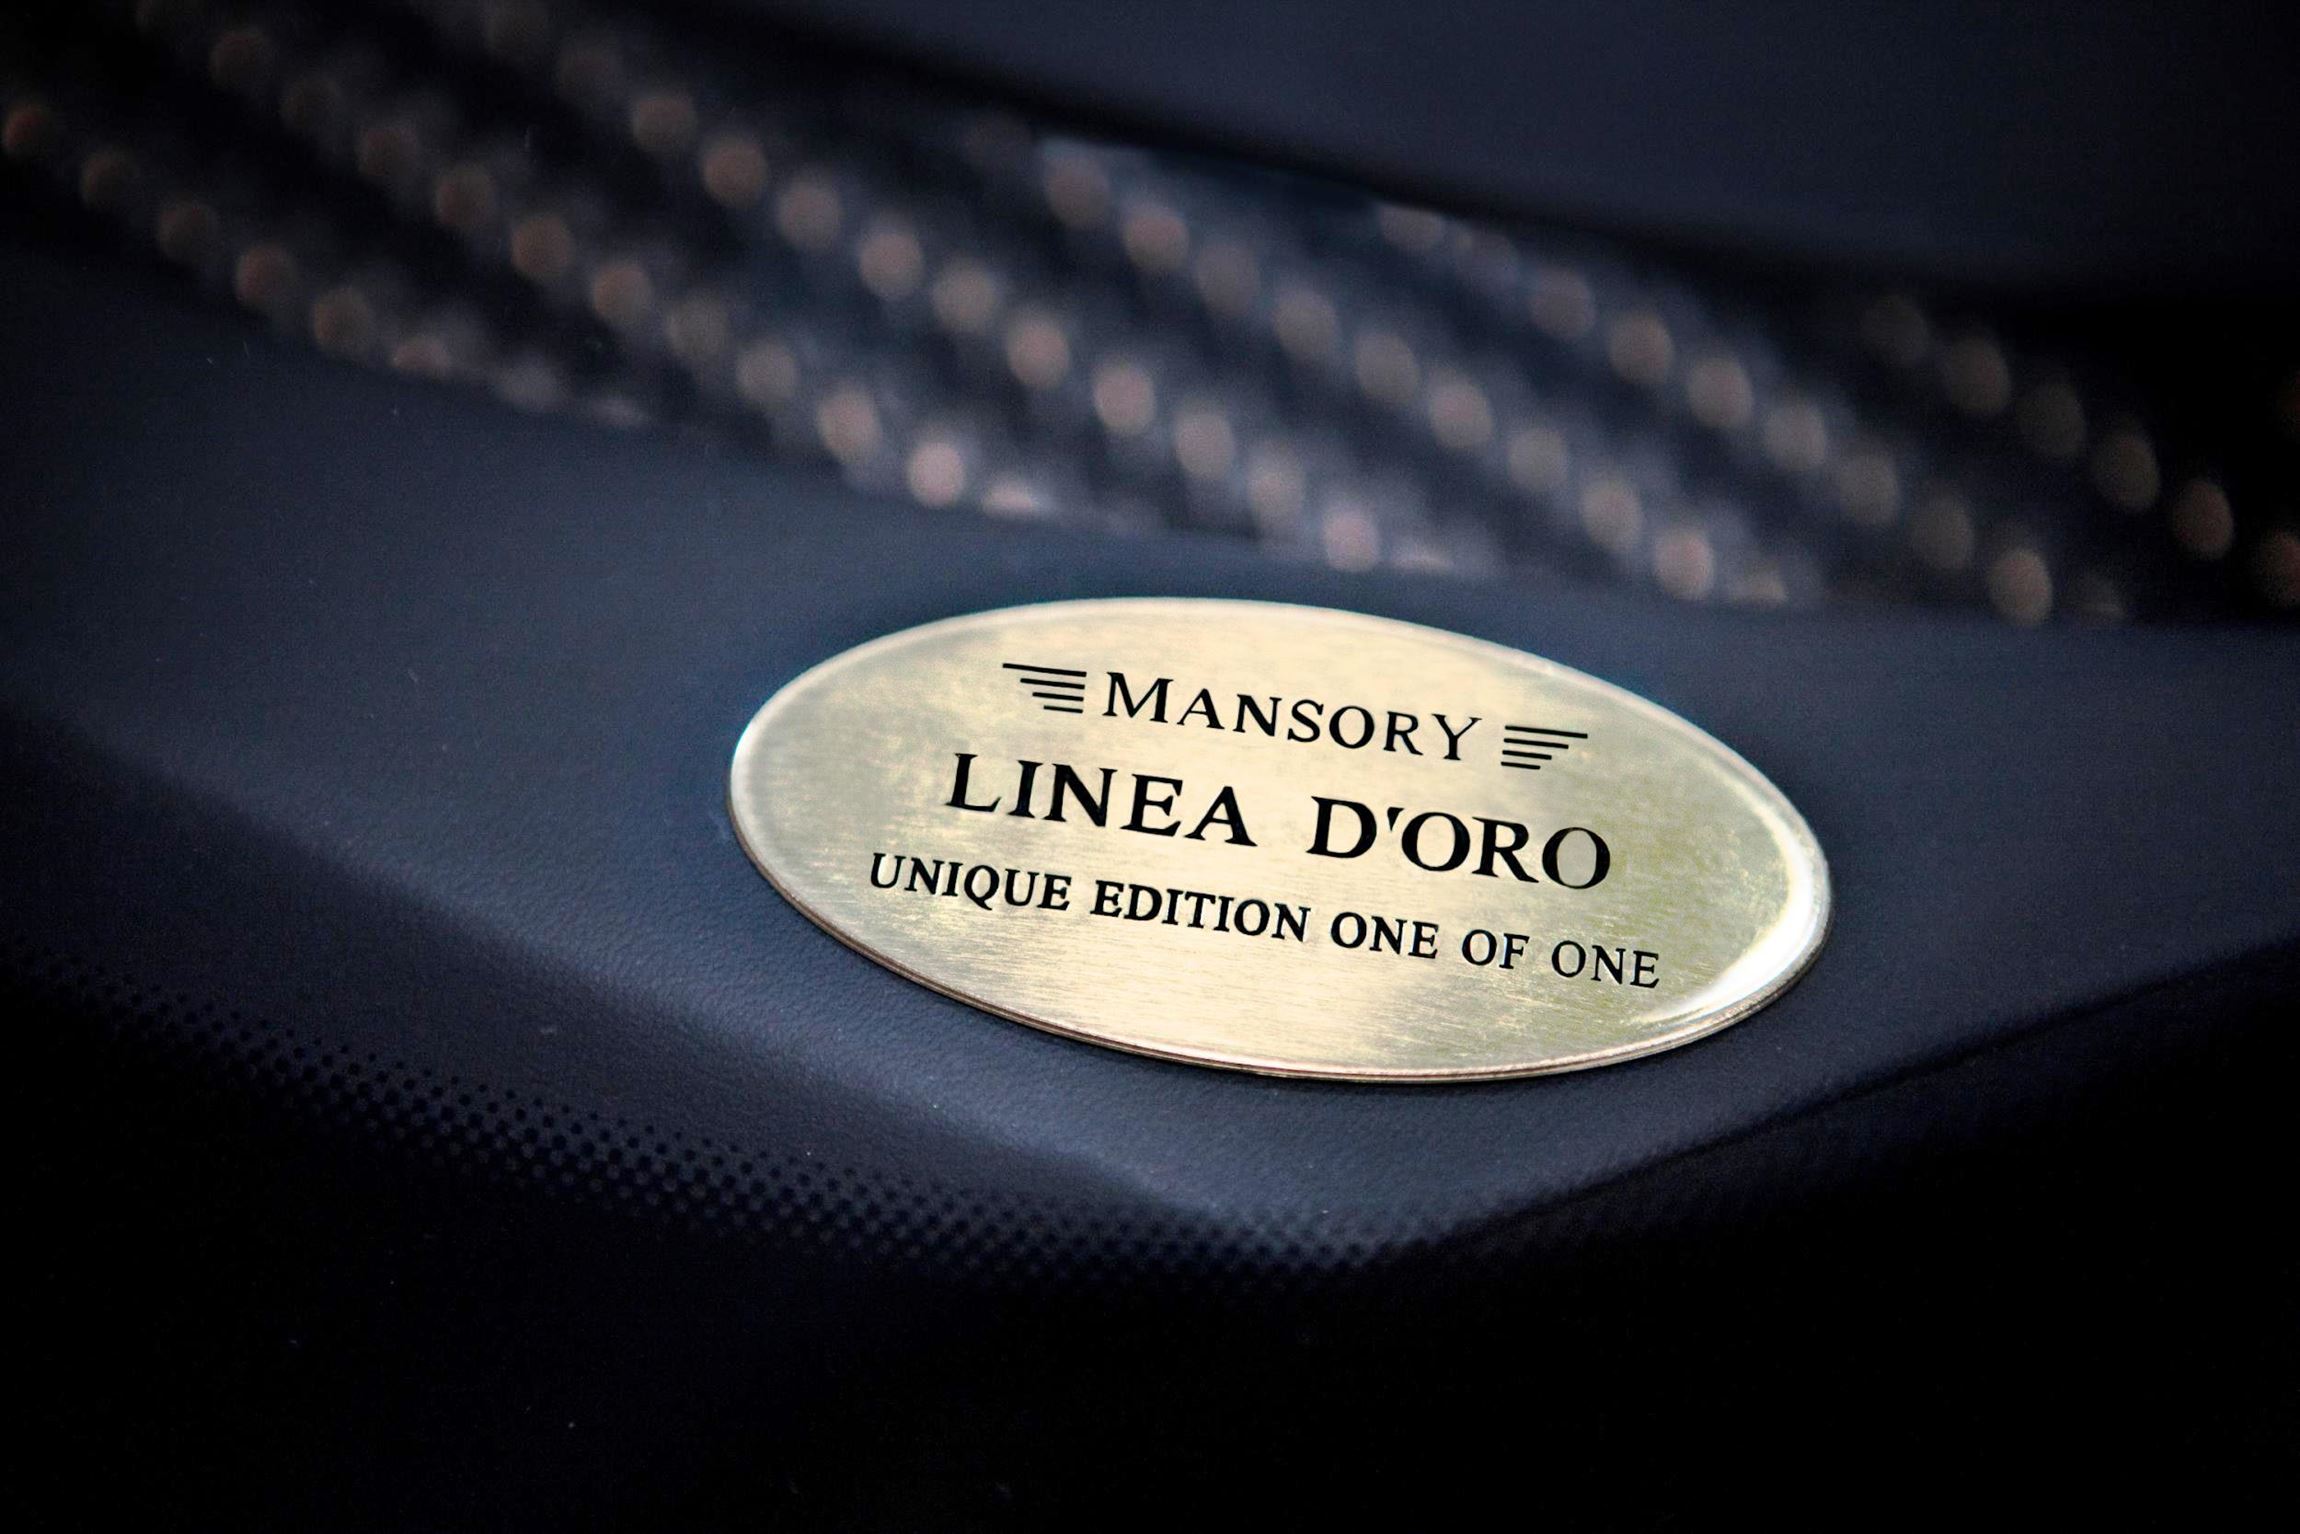 MANSORY
LINEA D'ORO
UNIQUE EDITION ONE OF ONE